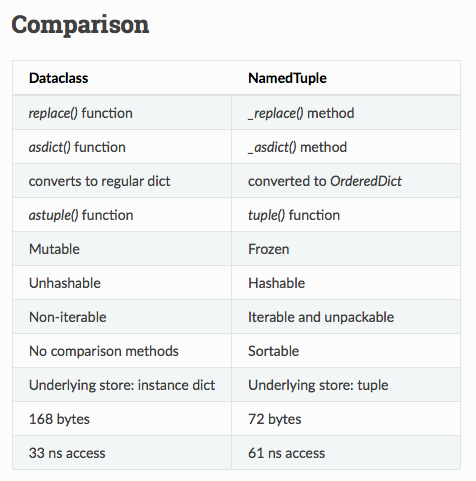 Comparison
Dataclass NamedTuple
replace() function _replace() method
asdict() function _asdict() method
converts to regular dict converted to OrderedDict
astuple() function tuple() function
Mutable Frozen
Unhashable Hashable
Non-iterable Iterable and unpackable
No comparison methods Sortable
Underlying store: instance dict Underlying store: tuple
168 bytes 72 bytes
33 ns access 61 ns access